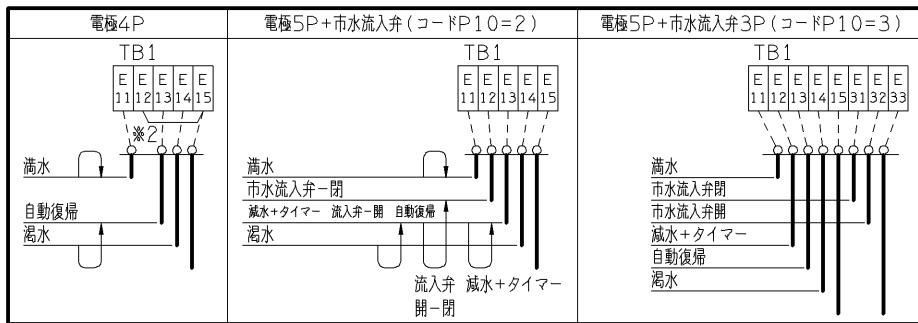 電極4P
電極5P+市水流入弁(コードP10=2)
電極5P+市水流入弁3P(コードP10=3)
TB1
E11 E12 E13 E14 E15
※2
満水
自動復帰
渇水
TB1
E11 E12 E13 E14 E15
満水
市水流入弁-閉
減水+タイマー 流入弁-開 自動復帰
渇水
流入弁 減水+タイマー
開-閉
TB1
E11 E12 E13 E14 E15 E31 E32 E33
満水
市水流入弁閉
市水流入弁開
減水+タイマー
自動復帰
渇水